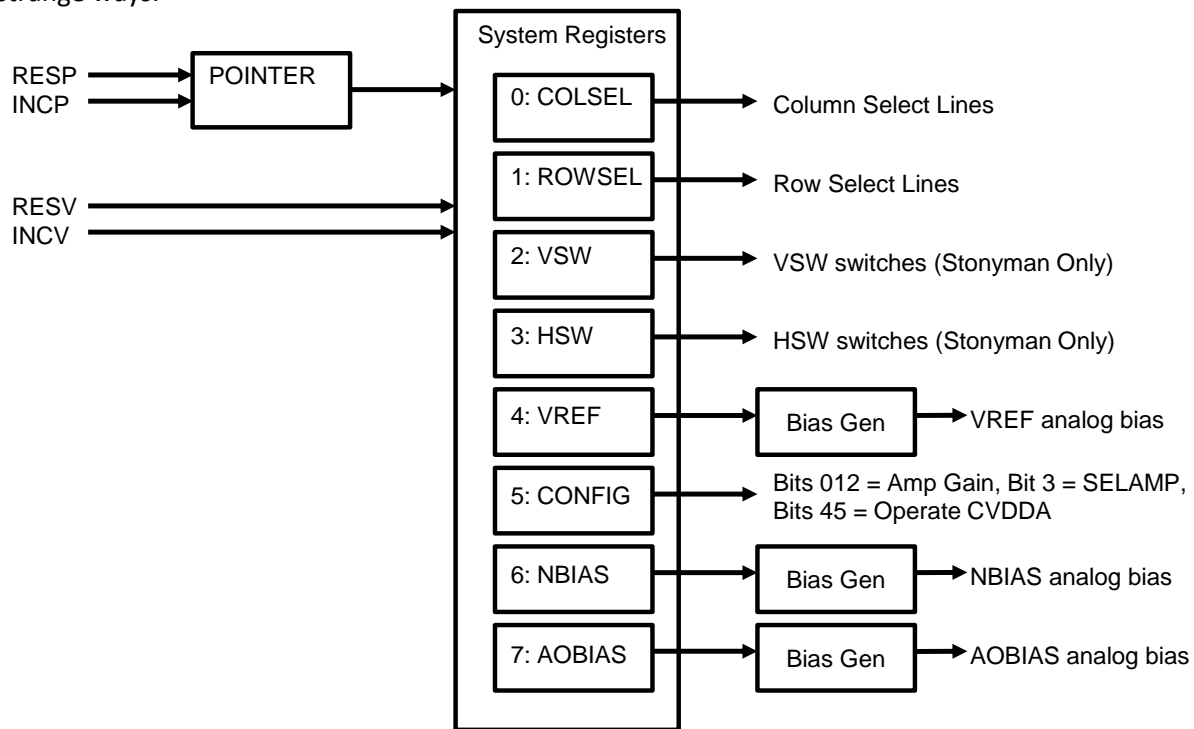 strange ways.
System Registers
RESP
INCP
POINTER
RESV
INCV
0: COLSEL
Column Select Lines
1: ROWSEL
Row Select Lines
2: VSW
VSW switches (Stonyman Only)
3: HSW
HSW switches (Stonyman Only)
4: VREF
Bias Gen
VREF analog bias
5: CONFIG
Bits 012 = Amp Gain, Bit 3 = SELAMP,
Bits 45 = Operate CVDDA
6: NBIAS
Bias Gen
NBIAS analog bias
7: AOBIAS
Bias Gen
AOBIAS analog bias